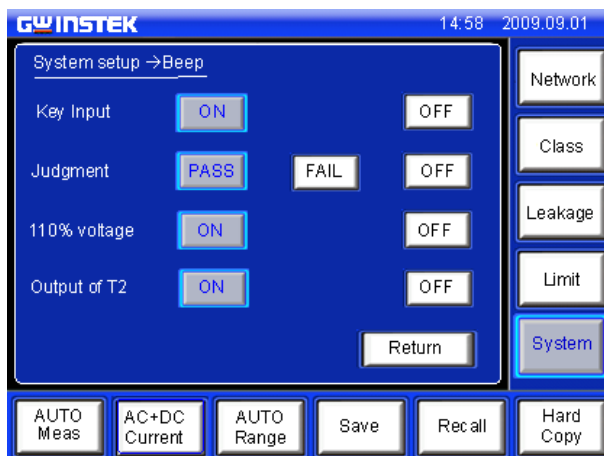 GWINSTEK 14:58 2009.09.01
System setup →Beep
Key Input ON OFF
Judgment PASS FAIL OFF
110% voltage ON OFF
Output of T2 ON OFF
Return
Network
Class
Leakage
Limit
System
AUTO Meas
AC+DC Current
AUTO Range
Save
Recall
Hard Copy